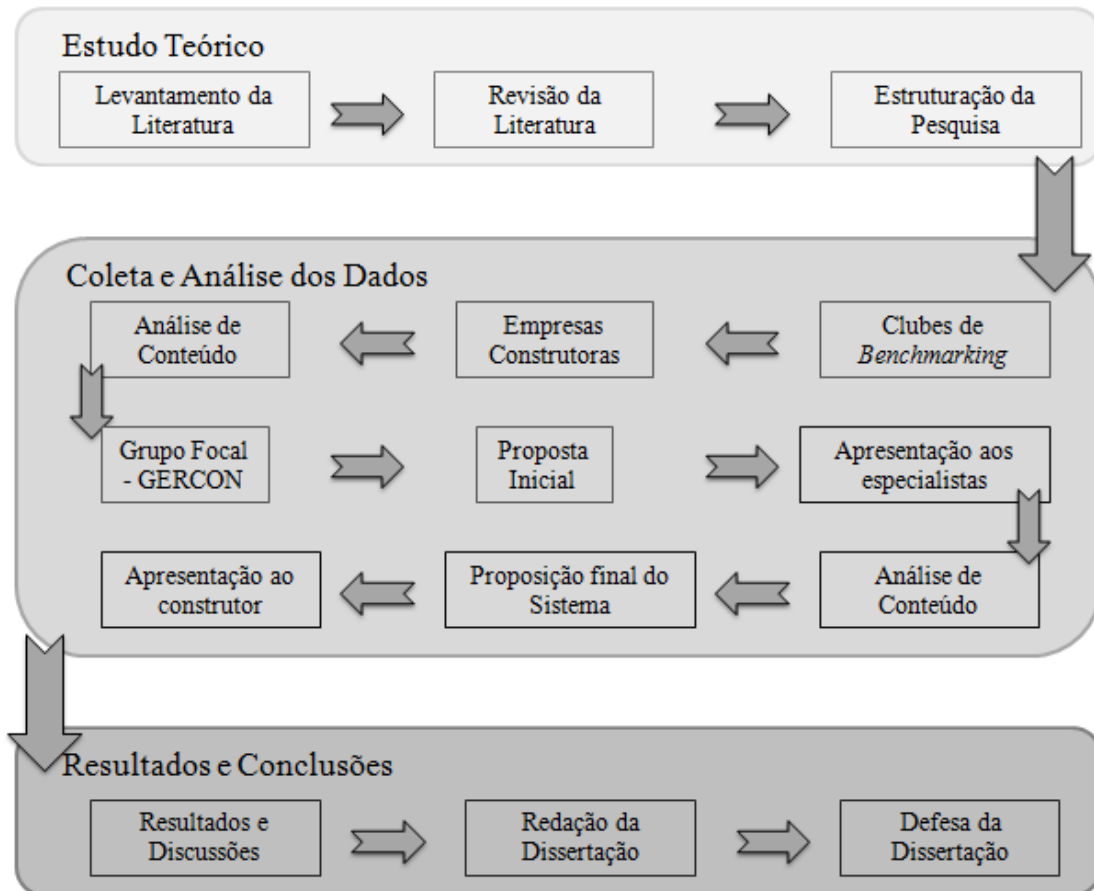 Estudo Teórico
Levantamento da
Literatura
Revisão da
Literatura
Estruturação da
Pesquisa
Coleta e Análise dos Dados
Análise de
Conteúdo
Empresas
Construtoras
Clubes de
Benchmarking
Grupo Focal
- GERCON
Proposta
Inicial
Apresentação aos
especialistas
Apresentação ao
construtor
Proposição final do
Sistema
Análise de
Conteúdo
Resultados e Conclusões
Resultados e
Discussões
Redação da
Dissertação
Defesa da
Dissertação